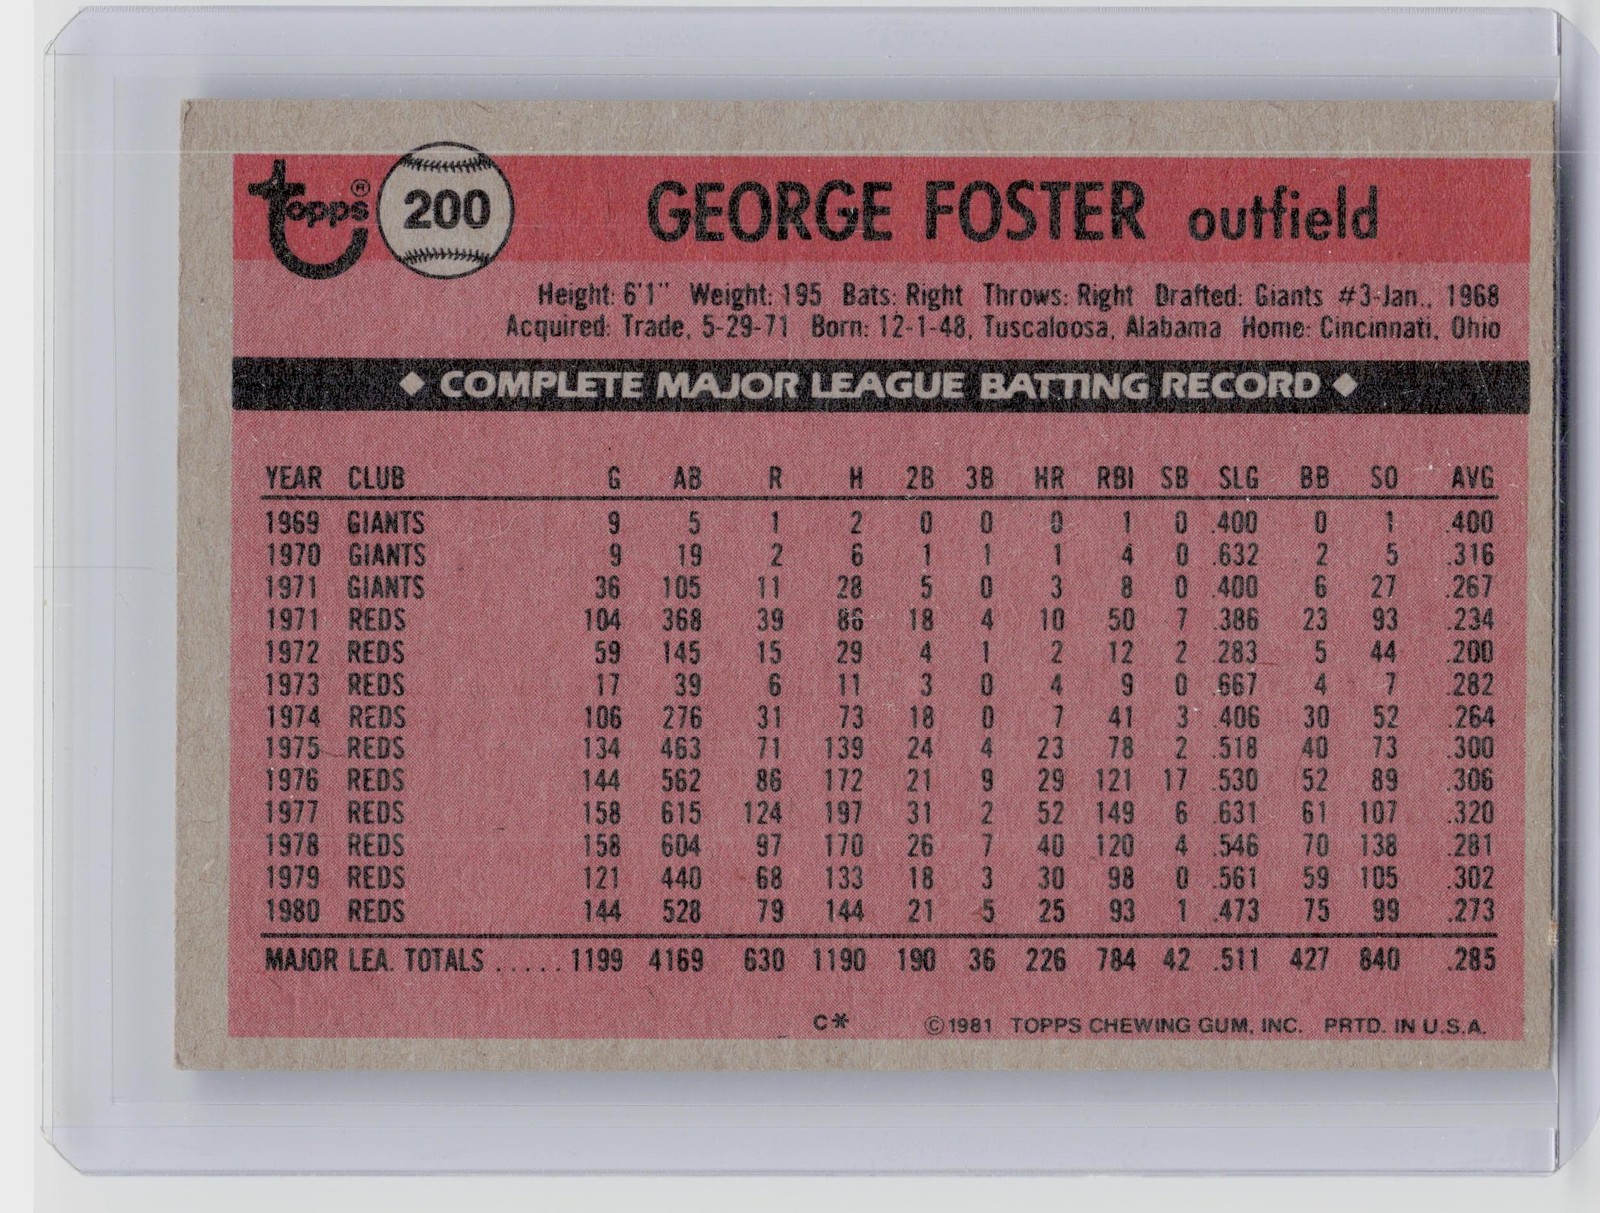 topps® 200 GEORGE FOSTER outfield
Height: 6'1" Weight: 195 Bats: Right Throws: Right Drafted: Giants #3-Jan., 1968
Acquired: Trade, 5-29-71 Born: 12-1-48, Tuscaloosa, Alabama Home: Cincinnati, Ohio
◆ COMPLETE MAJOR LEAGUE BATTING RECORD ◆
YEAR CLUB G AB R H 2B 3B HR RBI SB SLG BB SO AVG
1969 GIANTS 9 5 1 2 0 0 0 1 0 .400 0 1 .400
1970 GIANTS 9 19 2 6 1 1 1 4 0 .632 2 5 .316
1971 GIANTS 36 105 11 28 5 0 3 8 0 .400 6 27 .267
1971 REDS 104 368 39 86 18 4 10 50 7 .386 23 93 .234
1972 REDS 59 145 15 29 4 1 2 12 2 .283 5 44 .200
1973 REDS 17 39 6 11 3 0 4 9 0 .667 4 7 .282
1974 REDS 106 276 31 73 18 0 7 41 3 .406 30 52 .264
1975 REDS 134 463 71 139 24 4 23 78 2 .518 40 73 .300
1976 REDS 144 562 86 172 21 9 29 121 17 .530 52 89 .306
1977 REDS 158 615 124 197 31 2 52 149 6 .631 61 107 .320
1978 REDS 158 604 97 170 26 7 40 120 4 .546 70 138 .281
1979 REDS 121 440 68 133 18 3 30 98 0 .561 59 105 .302
1980 REDS 144 528 79 144 21 5 25 93 1 .473 75 99 .273
MAJOR LEA. TOTALS ..... 1199 4169 630 1190 190 36 226 784 42 .511 427 840 .285
C* ©1981 TOPPS CHEWING GUM, INC. PRTD. IN U.S.A.